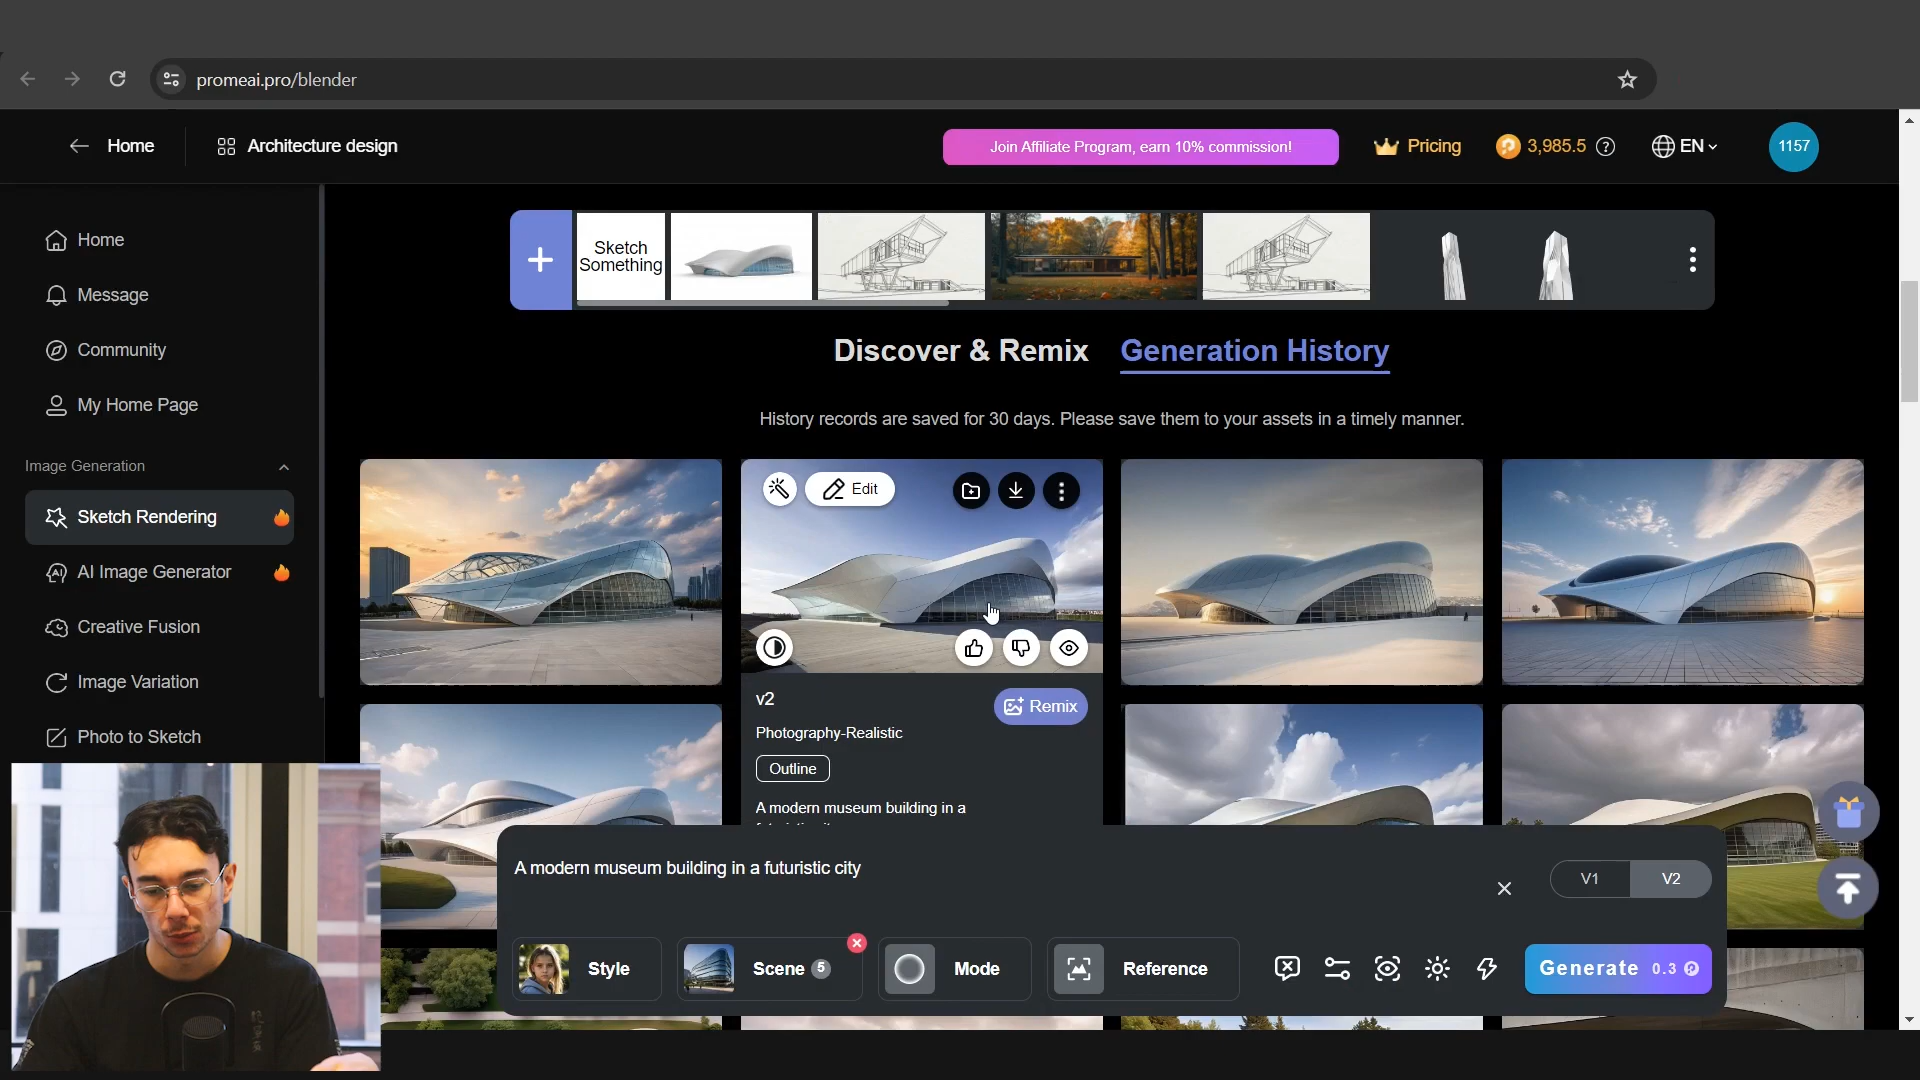 promeai.pro/blender
Home
Architecture design
Join Affiliate Program, earn 10% commission!
Pricing
3,985.5
EN
1157
Home
Message
Community
My Home Page
Image Generation
Sketch Rendering
AI Image Generator
Creative Fusion
Image Variation
Photo to Sketch
Sketch
Something
Discover & Remix
Generation History
History records are saved for 30 days. Please save them to your assets in a timely manner.
Edit
v2
Remix
Photography-Realistic
Outline
A modern museum building in a
A modern museum building in a futuristic city
V1
V2
Style
Scene 5
Mode
Reference
Generate 0.3